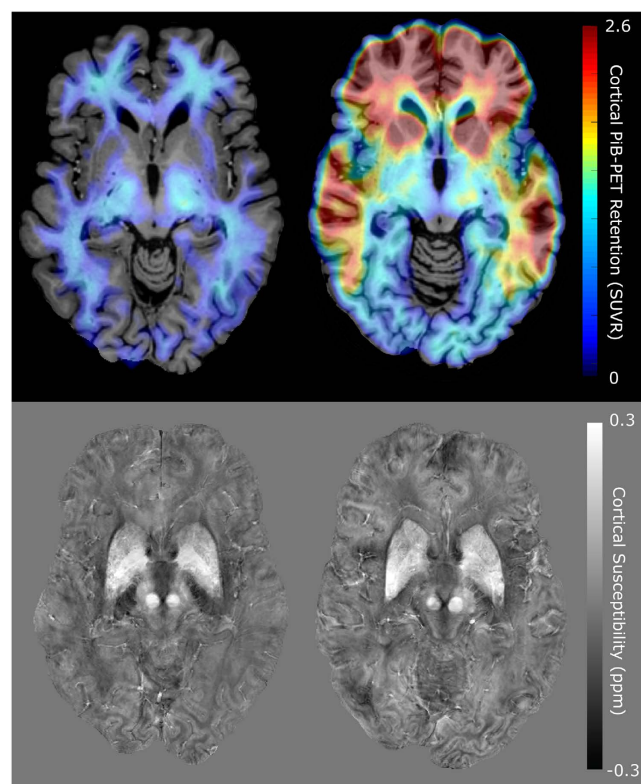 2.6
Cortical PiB-PET Retention (SUVR)
0
0.3
Cortical Susceptibility (ppm)
-0.3